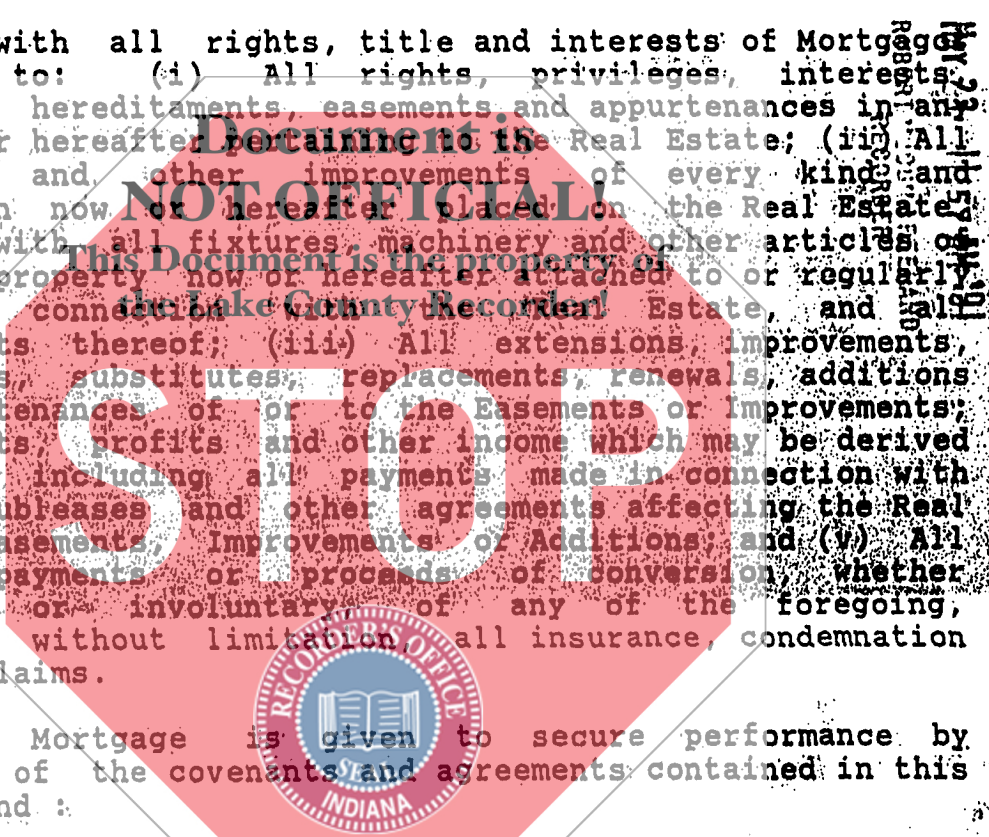 with all rights, title and interests of Mortgagor
to: (i) All rights, privileges, interests,
hereditaments, easements and appurtenances in any
hereafter pertaining to the Real Estate; (ii) All
and other improvements of every kind and
now or hereafter placed on the Real Estate,
with all fixtures, machinery and other articles of
property now or hereafter attached to or regularly
connection with the Real Estate, and all
thereof; (iii) All extensions, improvements,
substitutes, replacements, renewals, additions
of or to the Easements or Improvements;
profits and other income which may be derived
including all payments made in connection with
subleases and other agreements affecting the Real
Improvements or Additions; and (v) All
payments or proceeds of conversion, whether
or involuntary, of any of the foregoing,
without limitation, all insurance, condemnation
laims.
Mortgage is given to secure performance by
of the covenants and agreements contained in this
nd :
Document is
NOT OFFICIAL!
This Document is the property of
the Lake County Recorder!
STOP
RECORDER'S OFFICE
SEAL
INDIANA